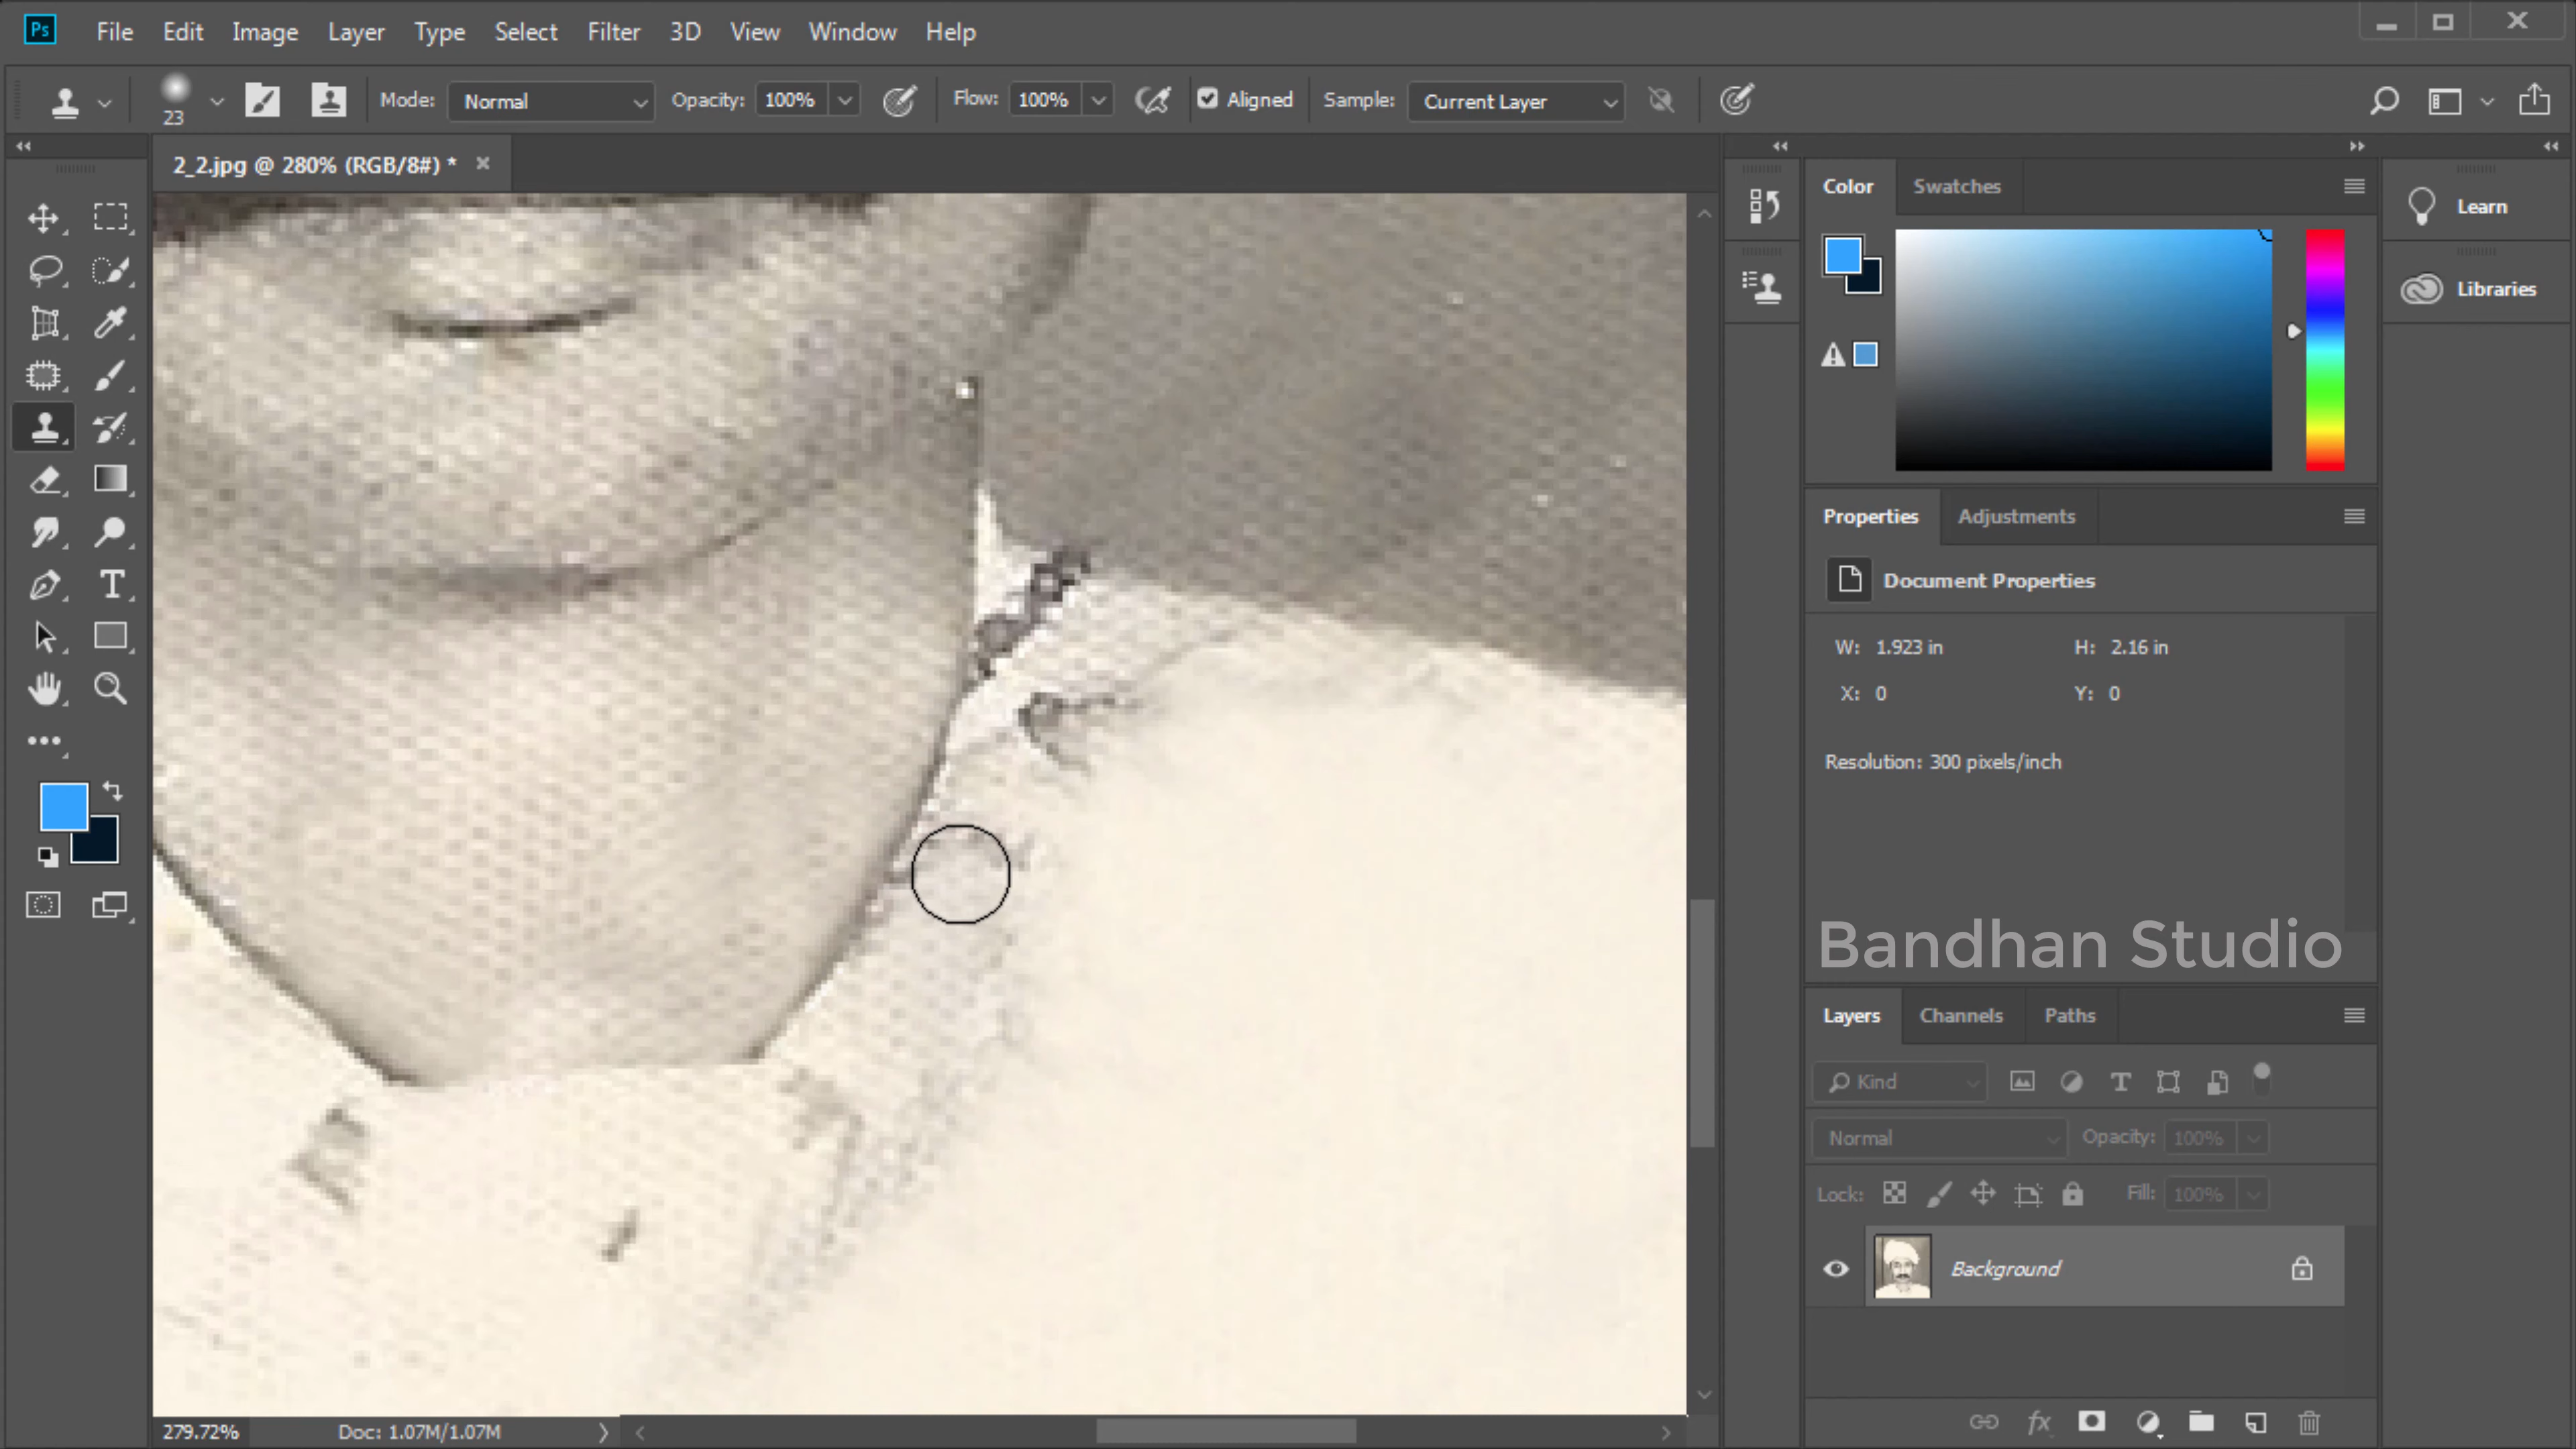 Ps File Edit Image Layer Type Select Filter 3D View Window Help
23 Mode: Normal Opacity: 100% Flow: 100% Aligned Sample: Current Layer
2_2.jpg @ 280% (RGB/8#) *
Color Swatches
Learn
Libraries
Properties Adjustments
Document Properties
W: 1.923 in H: 2.16 in
X: 0 Y: 0
Resolution: 300 pixels/inch
Bandhan Studio
Layers Channels Paths
Kind
Normal Opacity: 100%
Lock: Fill: 100%
Background
fx
279.72% Doc: 1.07M/1.07M